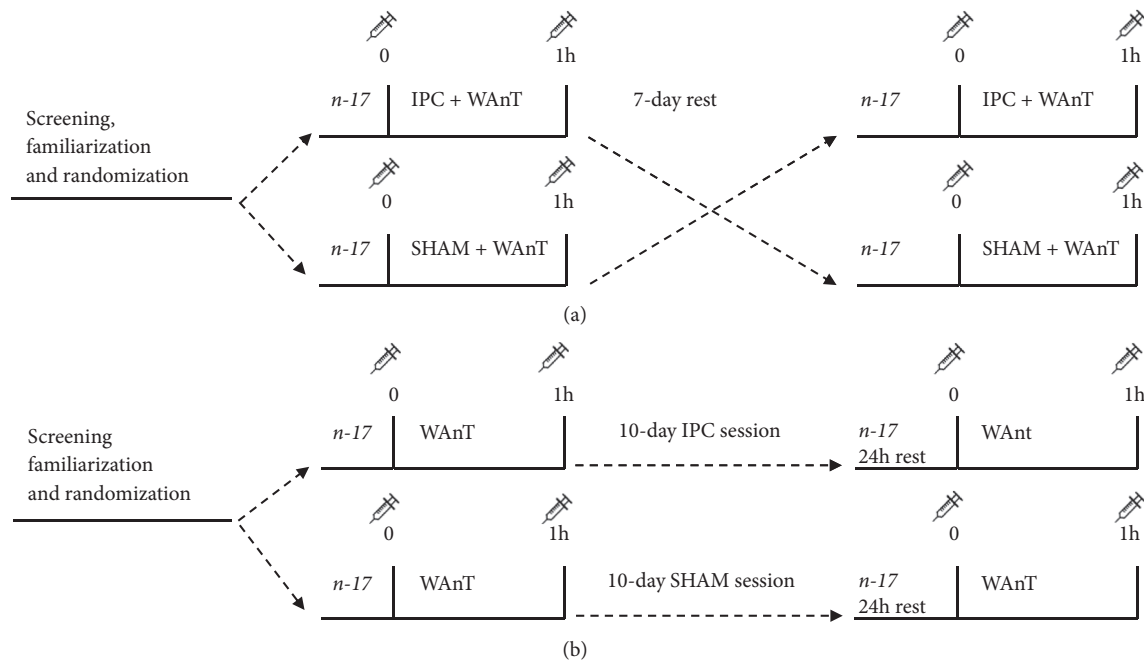 0
1h
0
1h
n-17
IPC + WAnT
7-day rest
n-17
IPC + WAnT
Screening,
familiarization
and randomization
0
1h
0
1h
n-17
SHAM + WAnT
n-17
SHAM + WAnT
(a)
0
1h
0
1h
n-17
WAnT
10-day IPC session
n-17
24h rest
WAnt
Screening
familiarization
and randomization
0
1h
0
1h
n-17
WAnT
10-day SHAM session
n-17
24h rest
WAnT
(b)